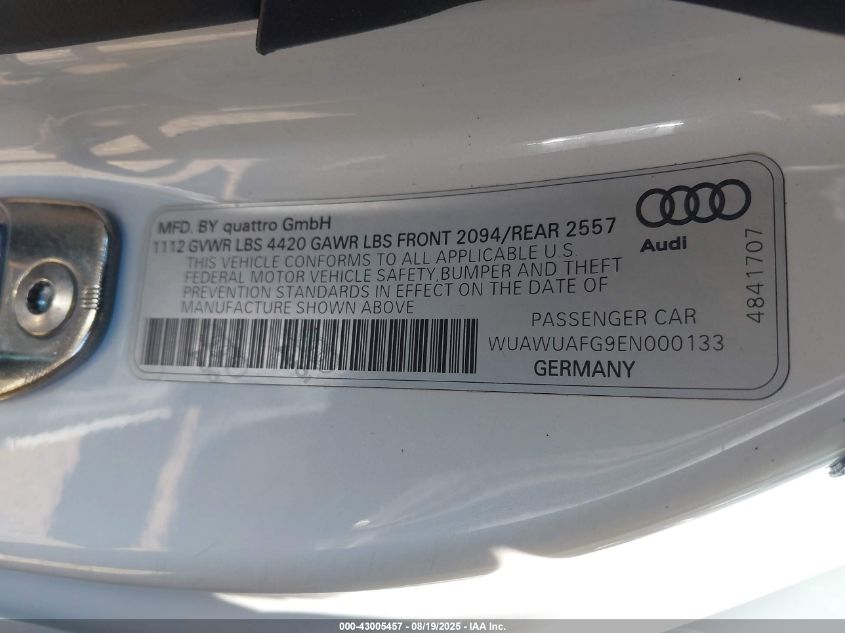 MFD. BY quattro GmbH
1112 GVWR LBS 4420 GAWR LBS FRONT 2094/REAR 2557
THIS VEHICLE CONFORMS TO ALL APPLICABLE U.S.
FEDERAL MOTOR VEHICLE SAFETY, BUMPER AND THEFT
PREVENTION STANDARDS IN EFFECT ON THE DATE OF
MANUFACTURE SHOWN ABOVE
Audi
4841707
PASSENGER CAR
WUAWUAFG9EN000133
GERMANY
000-43005457 - 08/19/2025 - IAA Inc.